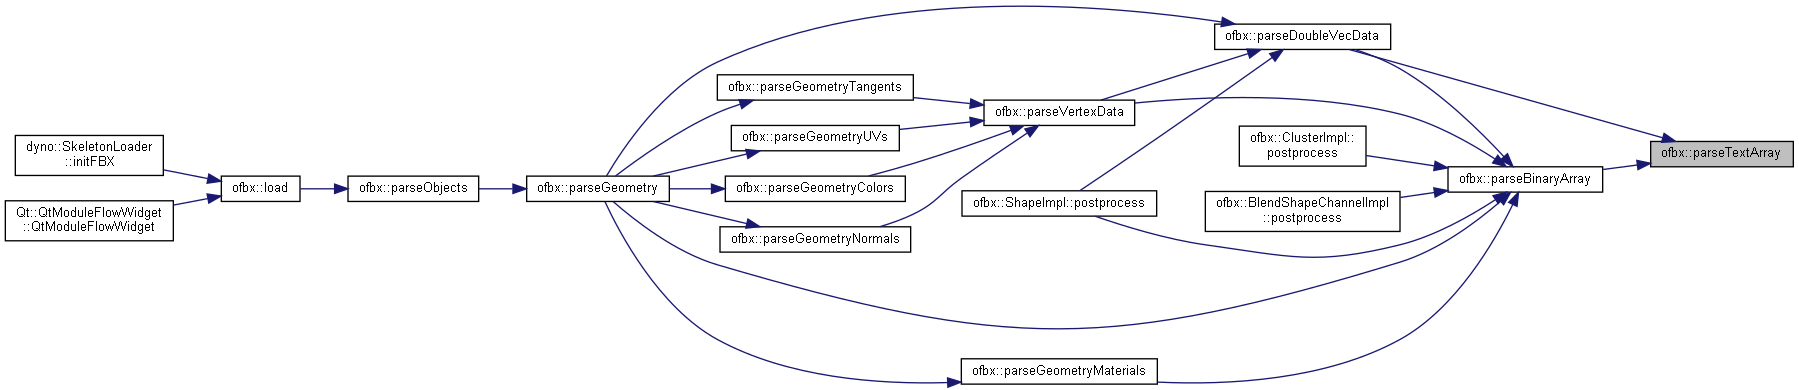 dyno::SkeletonLoader
::initFBX
Qt::QtModuleFlowWidget
::QtModuleFlowWidget
ofbx::load
ofbx::parseObjects
ofbx::parseGeometry
ofbx::parseGeometryTangents
ofbx::parseGeometryUVs
ofbx::parseGeometryColors
ofbx::parseGeometryNormals
ofbx::parseVertexData
ofbx::ShapeImpl::postprocess
ofbx::parseGeometryMaterials
ofbx::parseDoubleVecData
ofbx::ClusterImpl::
postprocess
ofbx::BlendShapeChannelImpl
::postprocess
ofbx::parseBinaryArray
ofbx::parseTextArray